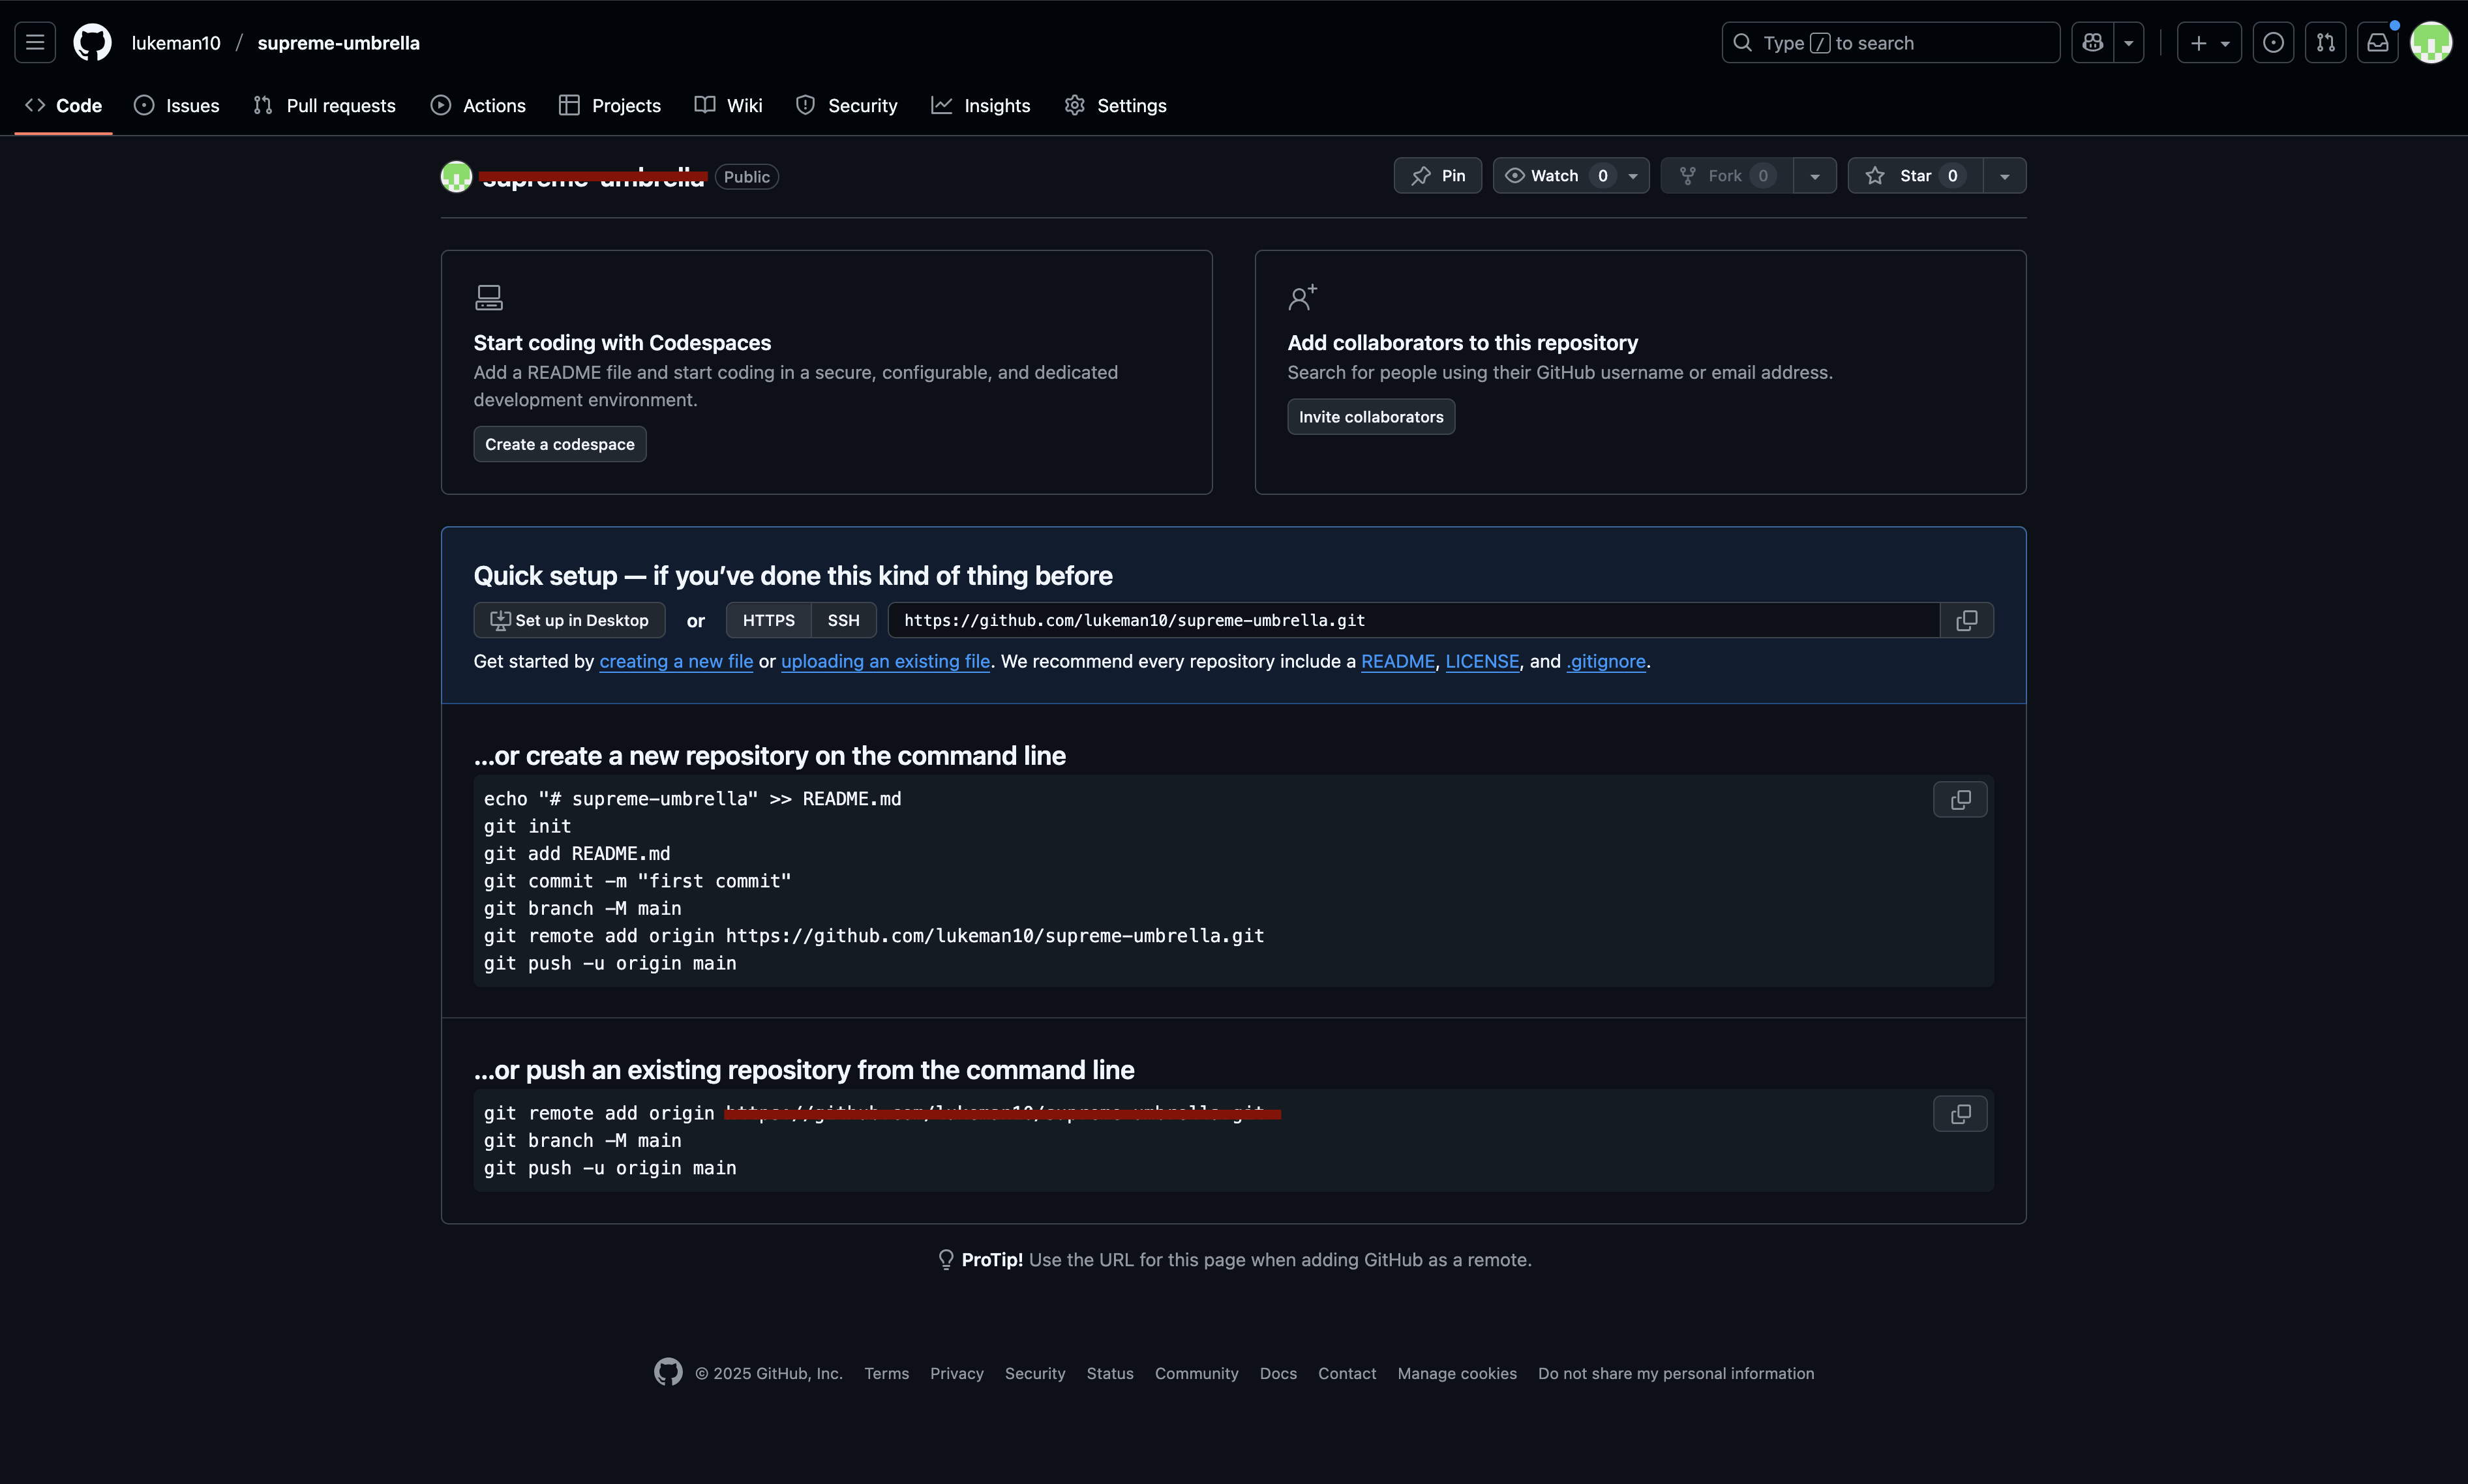 lukeman10 / supreme-umbrella
Type / to search
Code Issues Pull requests Actions Projects Wiki Security Insights Settings
Public Pin Watch 0 Fork 0 Star 0
Start coding with Codespaces
Add a README file and start coding in a secure, configurable, and dedicated
development environment.
Create a codespace
Add collaborators to this repository
Search for people using their GitHub username or email address.
Invite collaborators
Quick setup — if you’ve done this kind of thing before
Set up in Desktop or HTTPS SSH https://github.com/lukeman10/supreme-umbrella.git
Get started by creating a new file or uploading an existing file. We recommend every repository include a README, LICENSE, and .gitignore.
…or create a new repository on the command line
echo "# supreme-umbrella" >> README.md
git init
git add README.md
git commit -m "first commit"
git branch -M main
git remote add origin https://github.com/lukeman10/supreme-umbrella.git
git push -u origin main
…or push an existing repository from the command line
git remote add origin
git branch -M main
git push -u origin main
ProTip! Use the URL for this page when adding GitHub as a remote.
© 2025 GitHub, Inc. Terms Privacy Security Status Community Docs Contact Manage cookies Do not share my personal information